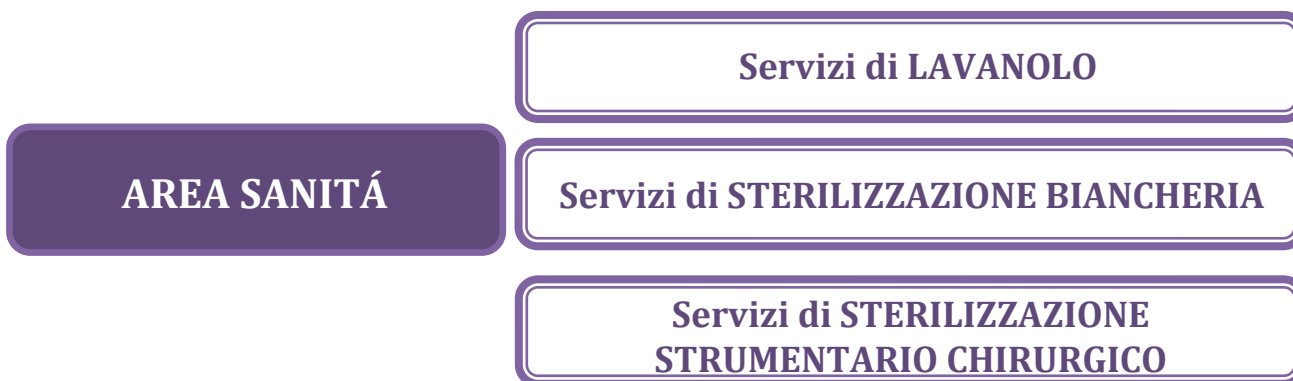 Servizi di LAVANOLO
AREA SANITÁ
Servizi di STERILIZZAZIONE BIANCHERIA
Servizi di STERILIZZAZIONE
STRUMENTARIO CHIRURGICO